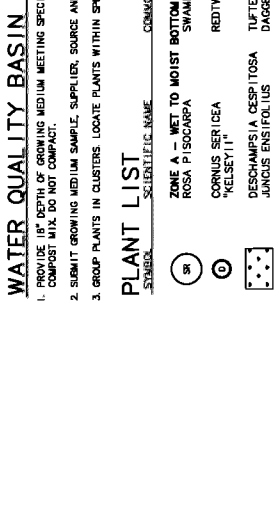 WATER QUALITY BASIN
1. PROVIDE 18" DEPTH OF GROWING MEDIUM MEETING SPECI
COMPOST MIX. DO NOT COMPACT.
2. SUBMIT GROWING MEDIUM SAMPLE, SUPPLIER, SOURCE AN
3. GROUP PLANTS IN CLUSTERS. LOCATE PLANTS WITHIN SP
PLANT LIST
SYMBOL SCIENTIFIC NAME COMMO
ZONE A - WET TO MOIST BOTTOM
SR ROSA PISOCARPA SWAM
D CORNUS SERICEA REDTW
"KELSEYII"
DESCHAMPSIA CESPITOSA TUFTE
JUNCUS ENSIFOLIUS DAGGE